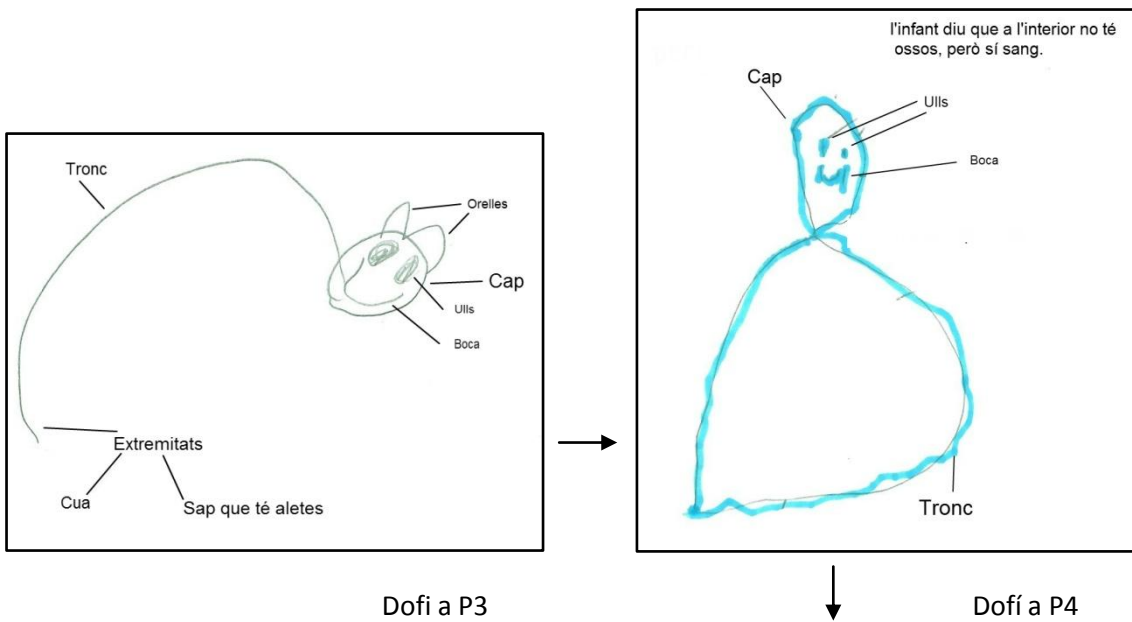 Tronc
Orelles
Cap
Ulls
Boca
Extremitats
Cua
Sap que té aletes
Dofi a P3
l'infant diu que a l'interior no té
ossos, però sí sang.
Cap
Ulls
Boca
Tronc
Dofí a P4